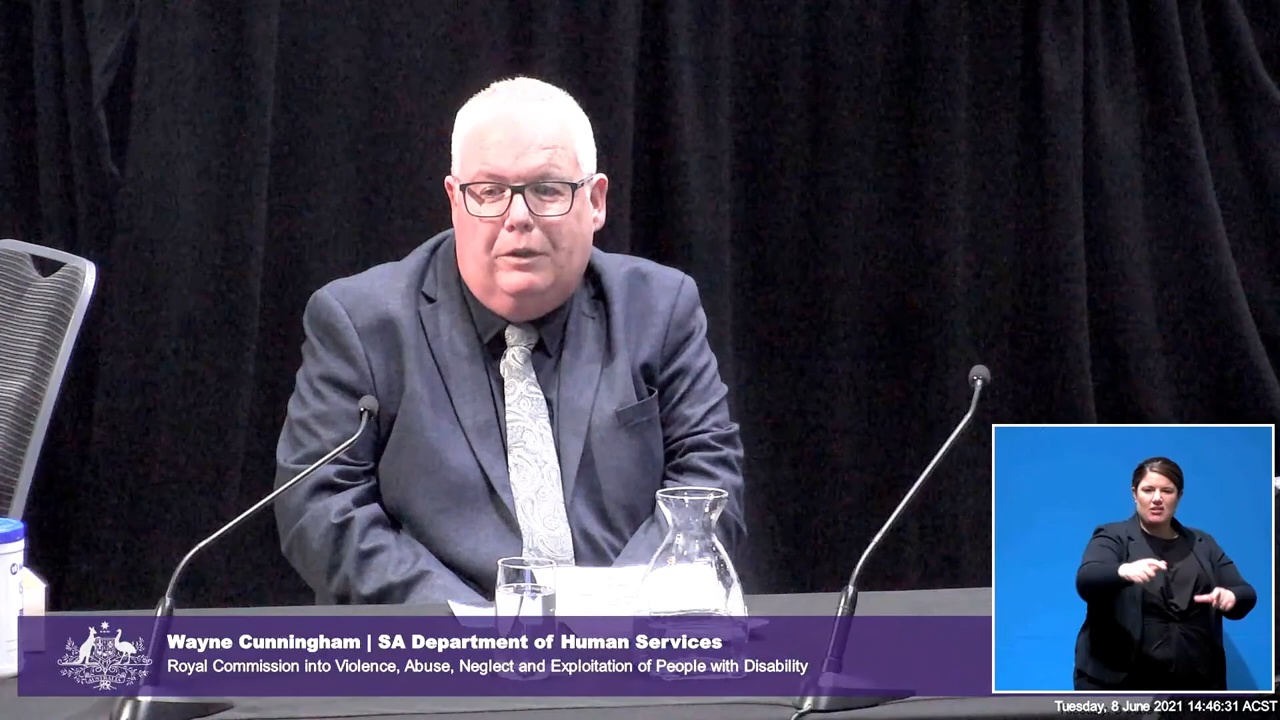 Wayne Cunningham | SA Department of Human Services
Royal Commission into Violence, Abuse, Neglect and Exploitation of People with Disability
AUSTRALIA
Tuesday, 8 June 2021 14:46:31 ACST